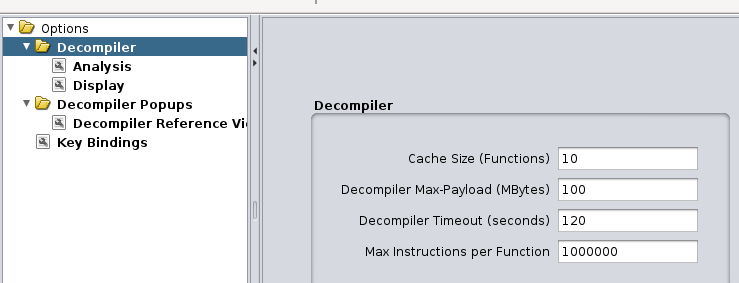 Options
Decompiler
Analysis
Display
Decompiler Popups
Decompiler Reference Vi
Key Bindings
Decompiler
Cache Size (Functions) 10
Decompiler Max-Payload (MBytes) 100
Decompiler Timeout (seconds) 120
Max Instructions per Function 1000000